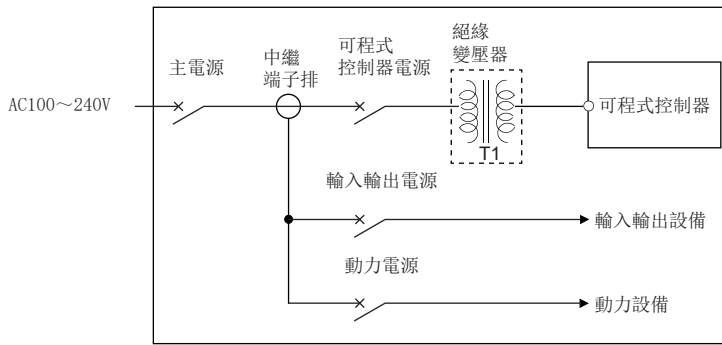 AC100～240V
主電源
中繼
端子排
可程式
控制器電源
絕緣
變壓器
T1
可程式控制器
輸入輸出電源
輸入輸出設備
動力電源
動力設備